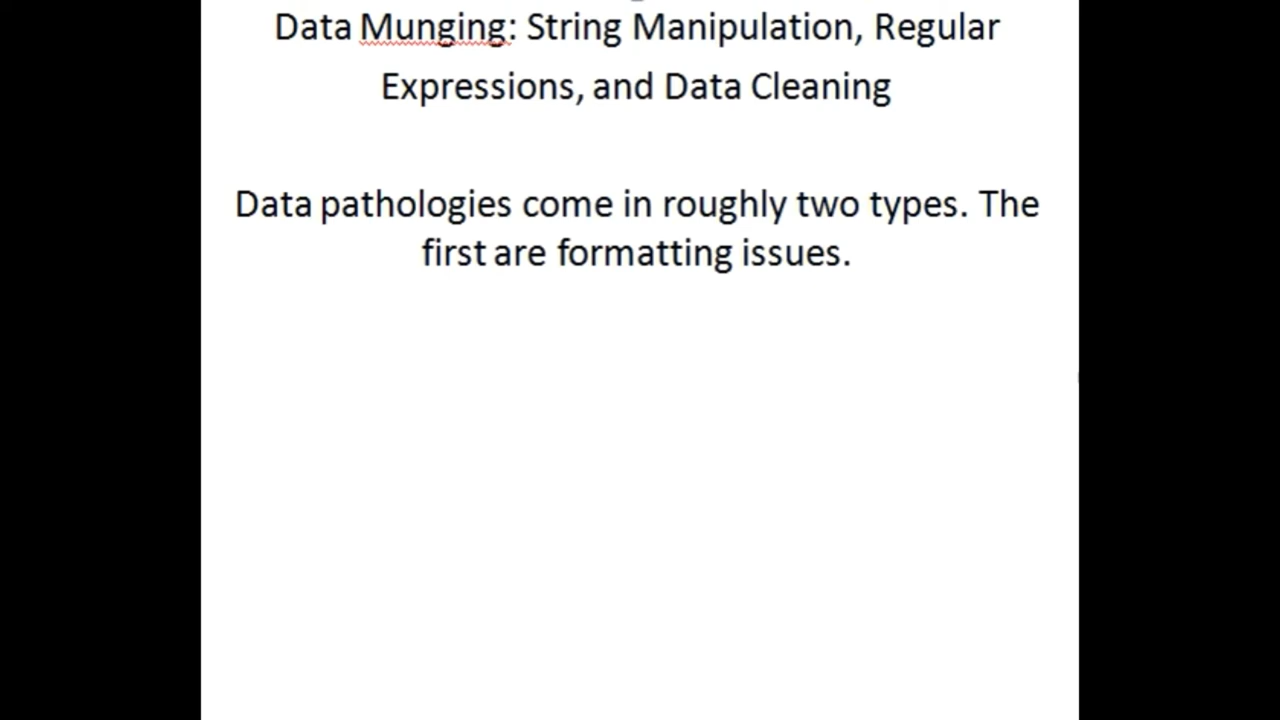 Data Munging: String Manipulation, Regular
Expressions, and Data Cleaning
Data pathologies come in roughly two types. The
first are formatting issues.